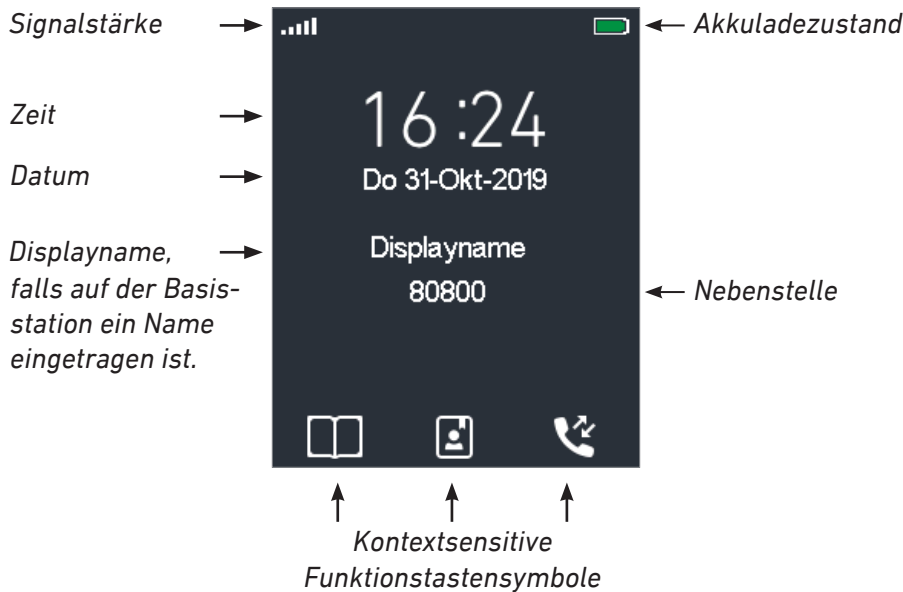 Signalstärke
Akkuladezustand
Zeit
16:24
Datum
Do 31-Okt-2019
Displayname,
falls auf der Basis-
station ein Name
eingetragen ist.
Displayname
80800
Nebenstelle
Kontextsensitive
Funktionstastensymbole